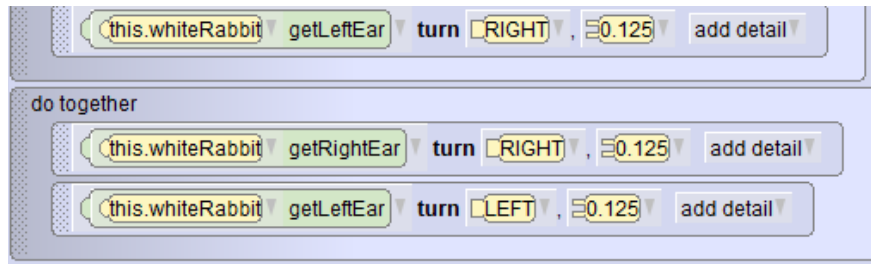 this.whiteRabbit getLeftEar turn RIGHT , 0.125 add detail
do together
this.whiteRabbit getRightEar turn RIGHT , 0.125 add detail
this.whiteRabbit getLeftEar turn LEFT , 0.125 add detail